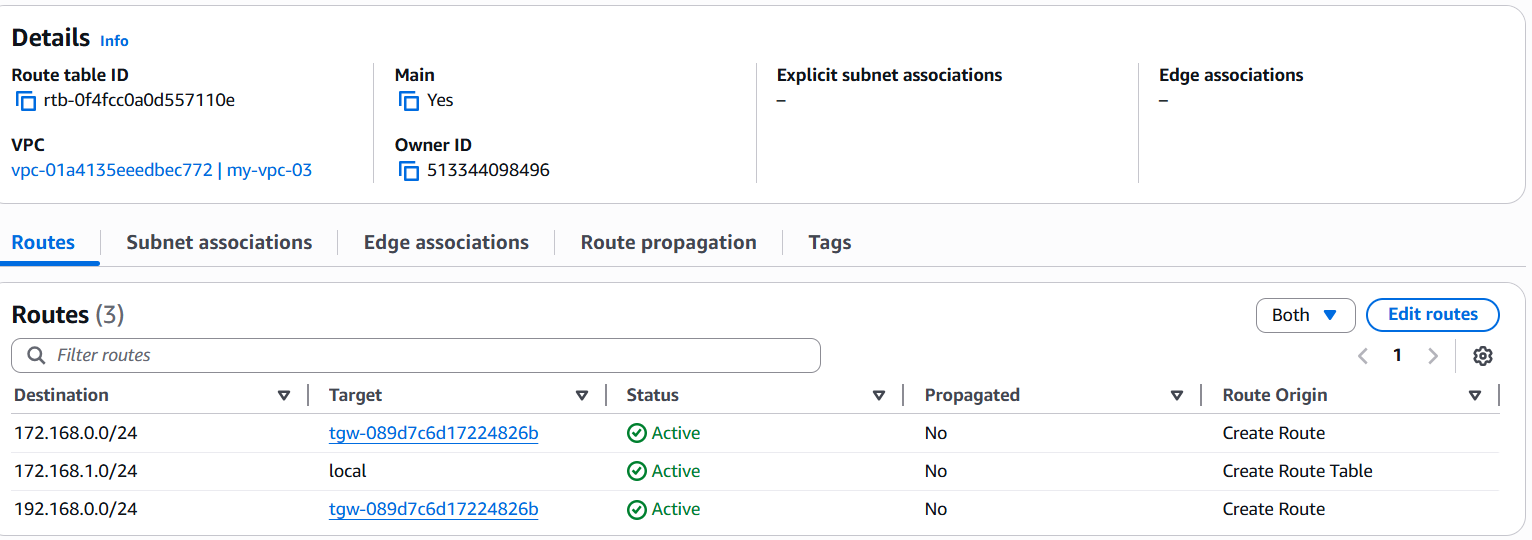 Details Info
Route table ID
rtb-0f4fcc0a0d557110e
Main
Yes
Explicit subnet associations
–
Edge associations
–
VPC
vpc-01a4135eeedbec772 | my-vpc-03
Owner ID
513344098496
Routes Subnet associations Edge associations Route propagation Tags
Routes (3)
Both Edit routes
Filter routes
1
Destination Target Status Propagated Route Origin
172.168.0.0/24 tgw-089d7c6d17224826b Active No Create Route
172.168.1.0/24 local Active No Create Route Table
192.168.0.0/24 tgw-089d7c6d17224826b Active No Create Route